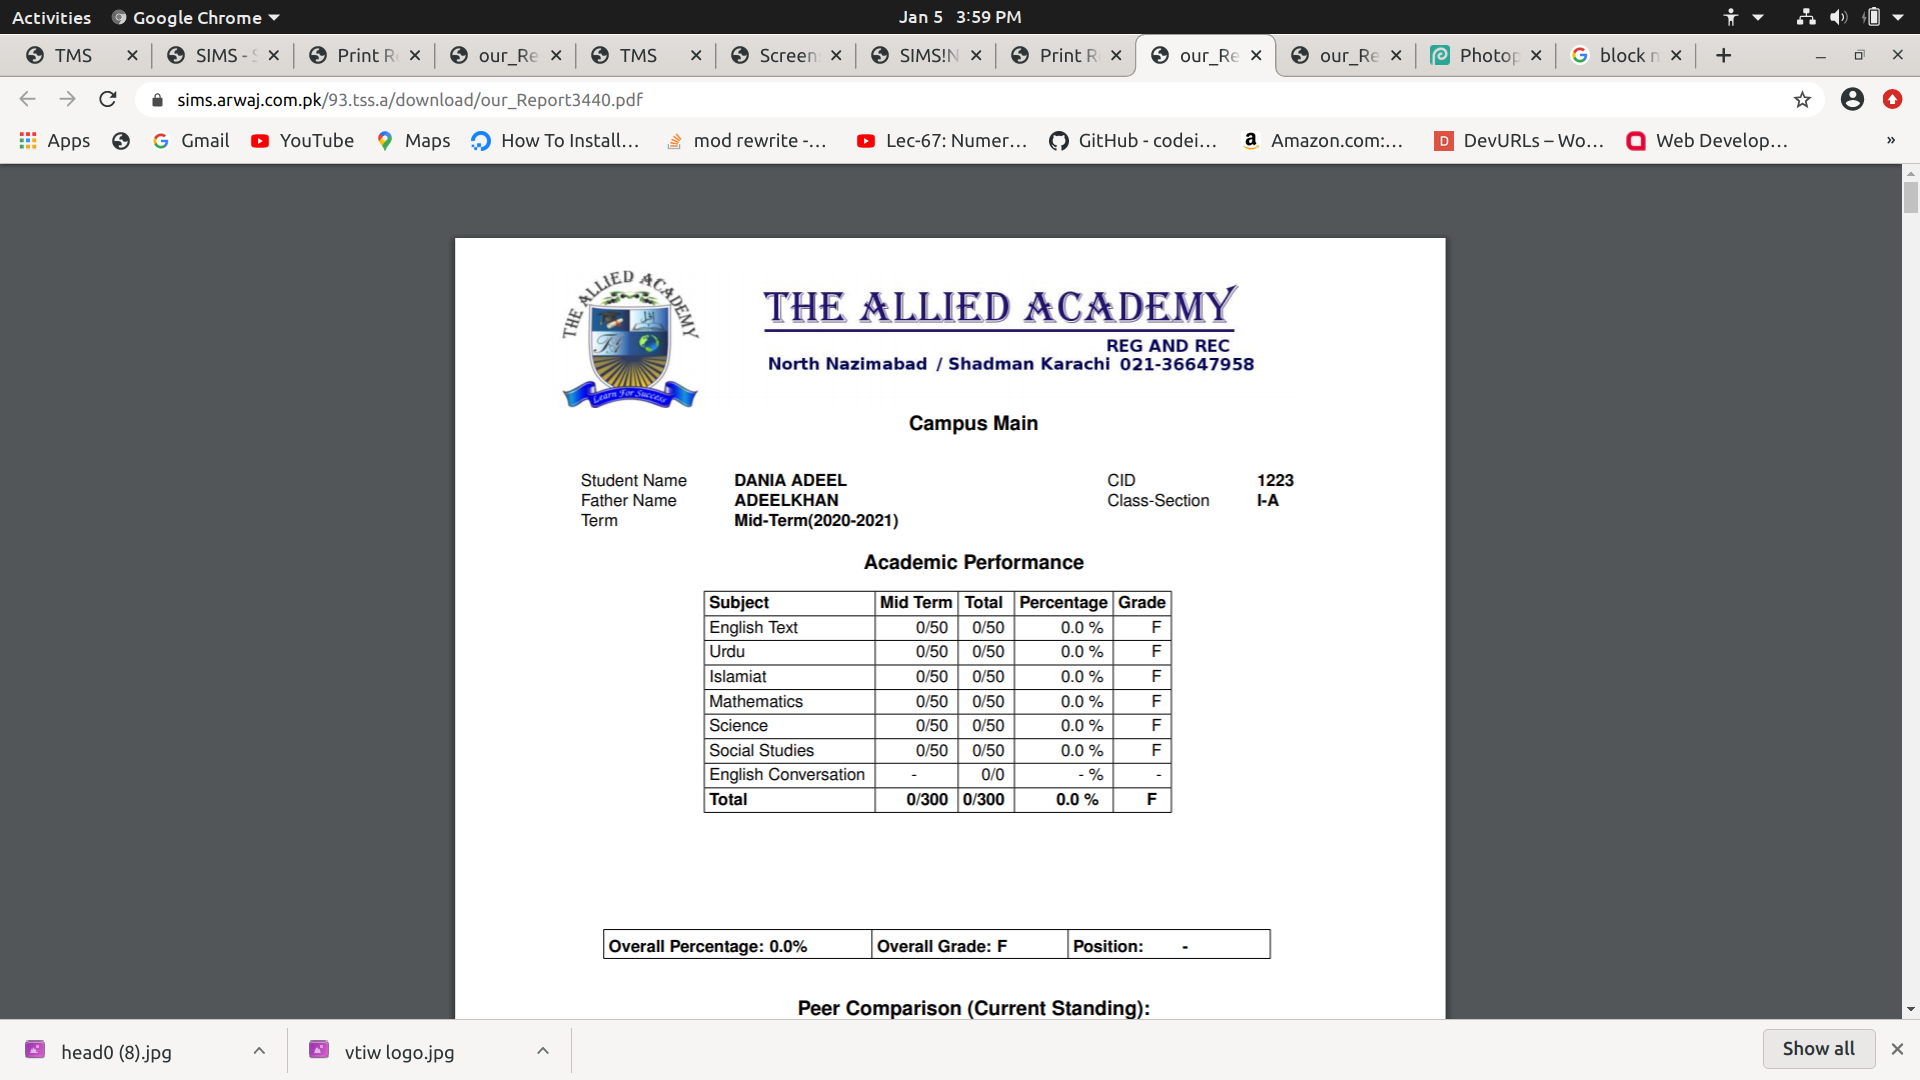 Activities Google Chrome Jan 5 3:59 PM
TMS SIMS - S Print R our_Re TMS Screen SIMS!N Print R our_Re our_Re Photop block n
sims.arwaj.com.pk/93.tss.a/download/our_Report3440.pdf
Apps Gmail YouTube Maps How To Install... mod rewrite -... Lec-67: Numer... GitHub - codei... Amazon.com:... DevURLs – Wo... Web Develop... »
THE ALLIED ACADEMY
Learn For Success
THE ALLIED ACADEMY
REG AND REC
North Nazimabad / Shadman Karachi 021-36647958
Campus Main
Student Name DANIA ADEEL CID 1223
Father Name ADEELKHAN Class-Section I-A
Term Mid-Term(2020-2021)
Academic Performance
Subject Mid Term Total Percentage Grade
English Text 0/50 0/50 0.0 % F
Urdu 0/50 0/50 0.0 % F
Islamiat 0/50 0/50 0.0 % F
Mathematics 0/50 0/50 0.0 % F
Science 0/50 0/50 0.0 % F
Social Studies 0/50 0/50 0.0 % F
English Conversation - 0/0 - % -
Total 0/300 0/300 0.0 % F
Overall Percentage: 0.0% Overall Grade: F Position: -
Peer Comparison (Current Standing):
head0 (8).jpg vtiw logo.jpg Show all